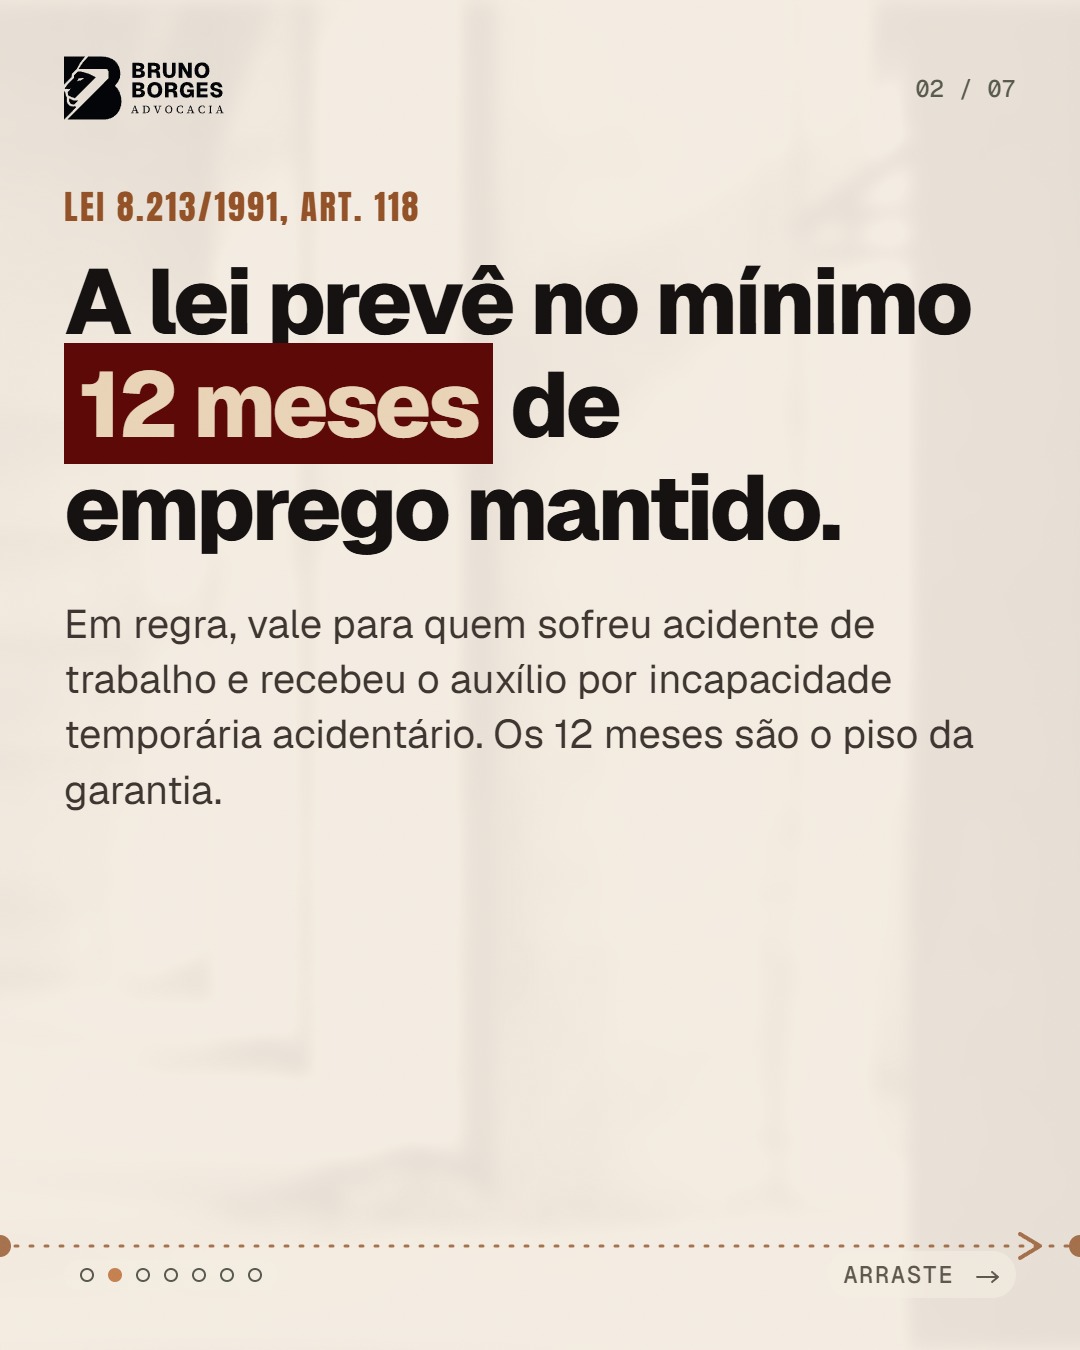 BRUNO
BORGES
ADVOCACIA
02 / 07
LEI 8.213/1991, ART. 118
A lei prevê no mínimo
12 meses de
emprego mantido.
Em regra, vale para quem sofreu acidente de
trabalho e recebeu o auxílio por incapacidade
temporária acidentário. Os 12 meses são o piso da
garantia.
ARRASTE →